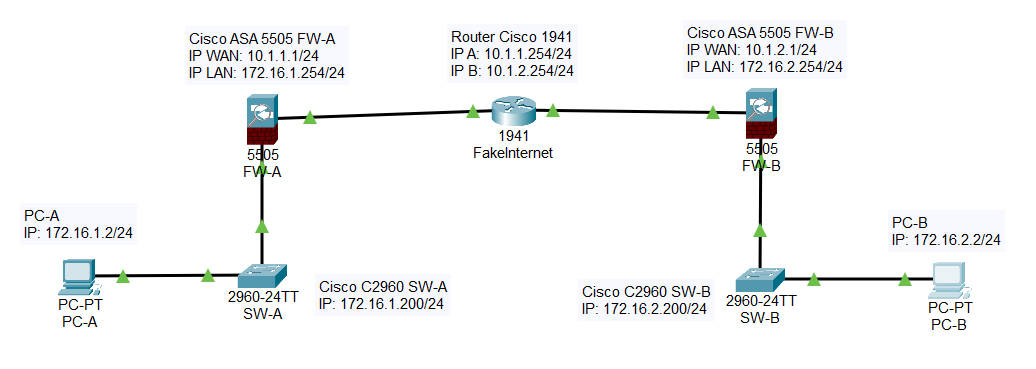 Cisco ASA 5505 FW-A
IP WAN: 10.1.1.1/24
IP LAN: 172.16.1.254/24
Router Cisco 1941
IP A: 10.1.1.254/24
IP B: 10.1.2.254/24
Cisco ASA 5505 FW-B
IP WAN: 10.1.2.1/24
IP LAN: 172.16.2.254/24
5505
FW-A
1941
FakeInternet
5505
FW-B
PC-A
IP: 172.16.1.2/24
PC-B
IP: 172.16.2.2/24
PC-PT
PC-A
2960-24TT
SW-A
Cisco C2960 SW-A
IP: 172.16.1.200/24
Cisco C2960 SW-B
IP: 172.16.2.200/24
2960-24TT
SW-B
PC-PT
PC-B